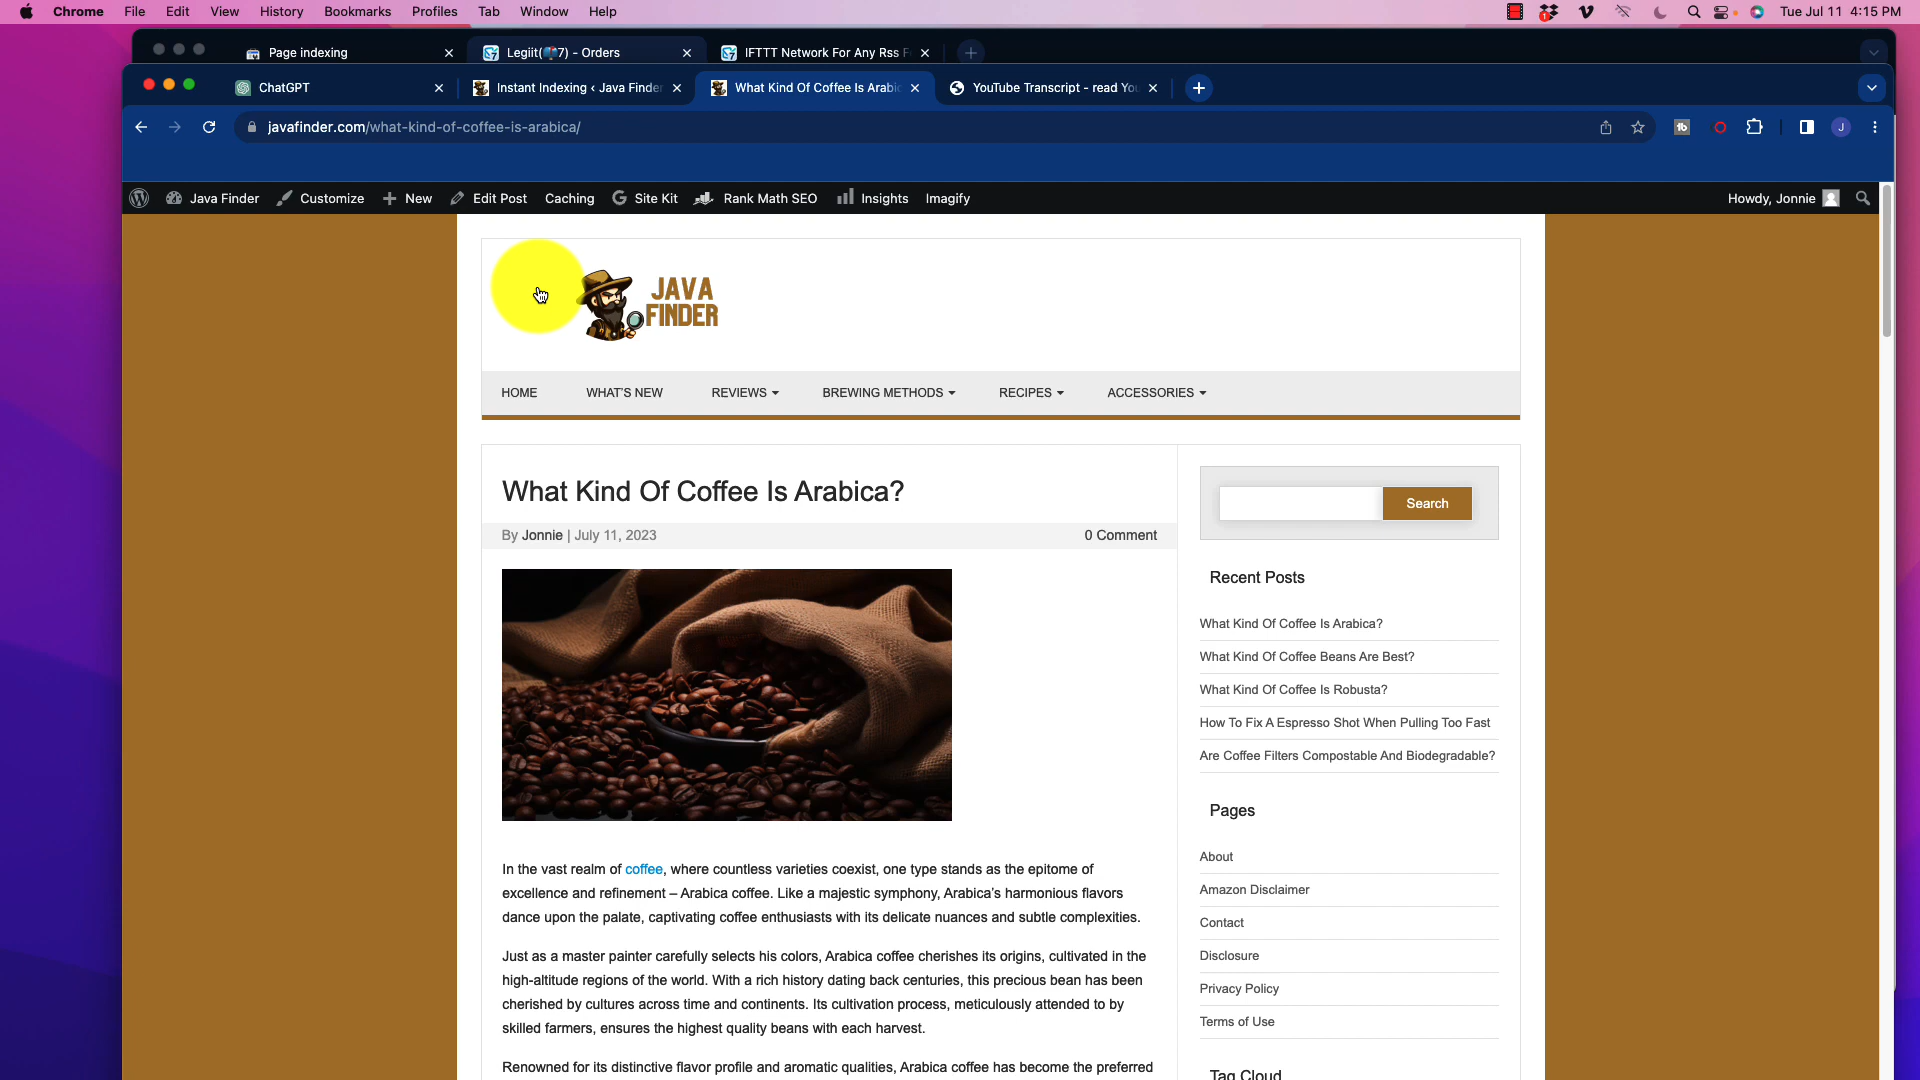 Chrome File Edit View History Bookmarks Profiles Tab Window Help Tue Jul 11 4:15 PM
Page indexing Legiit(7) - Orders IFTTT Network For Any Rss F
ChatGPT Instant Indexing ‹ Java Finder What Kind Of Coffee Is Arabic YouTube Transcript - read You
javafinder.com/what-kind-of-coffee-is-arabica/
Java Finder Customize New Edit Post Caching Site Kit Rank Math SEO Insights Imagify Howdy, Jonnie
JAVA
FINDER
HOME WHAT'S NEW REVIEWS BREWING METHODS RECIPES ACCESSORIES
What Kind Of Coffee Is Arabica?
By Jonnie | July 11, 2023 0 Comment
In the vast realm of coffee, where countless varieties coexist, one type stands as the epitome of
excellence and refinement – Arabica coffee. Like a majestic symphony, Arabica's harmonious flavors
dance upon the palate, captivating coffee enthusiasts with its delicate nuances and subtle complexities.
Just as a master painter carefully selects his colors, Arabica coffee cherishes its origins, cultivated in the
high-altitude regions of the world. With a rich history dating back centuries, this precious bean has been
cherished by cultures across time and continents. Its cultivation process, meticulously attended to by
skilled farmers, ensures the highest quality beans with each harvest.
Renowned for its distinctive flavor profile and aromatic qualities, Arabica coffee has become the preferred
Search
Recent Posts
What Kind Of Coffee Is Arabica?
What Kind Of Coffee Beans Are Best?
What Kind Of Coffee Is Robusta?
How To Fix A Espresso Shot When Pulling Too Fast
Are Coffee Filters Compostable And Biodegradable?
Pages
About
Amazon Disclaimer
Contact
Disclosure
Privacy Policy
Terms of Use
Tag Cloud